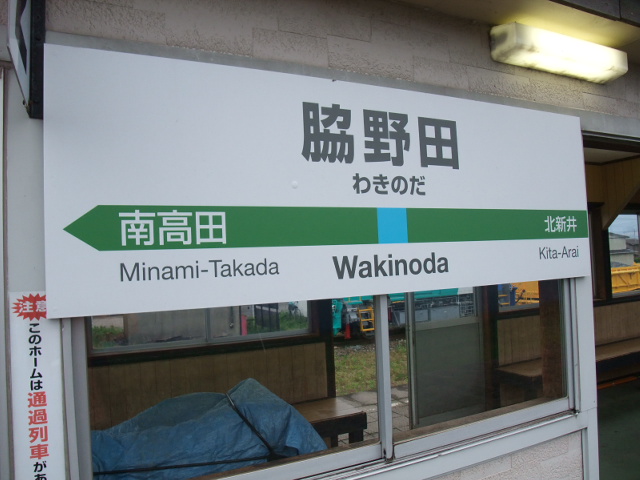 脇野田
わきのだ
南高田
北新井
Minami-Takada
Wakinoda
Kita-Arai
注意
このホームは通過列車があ